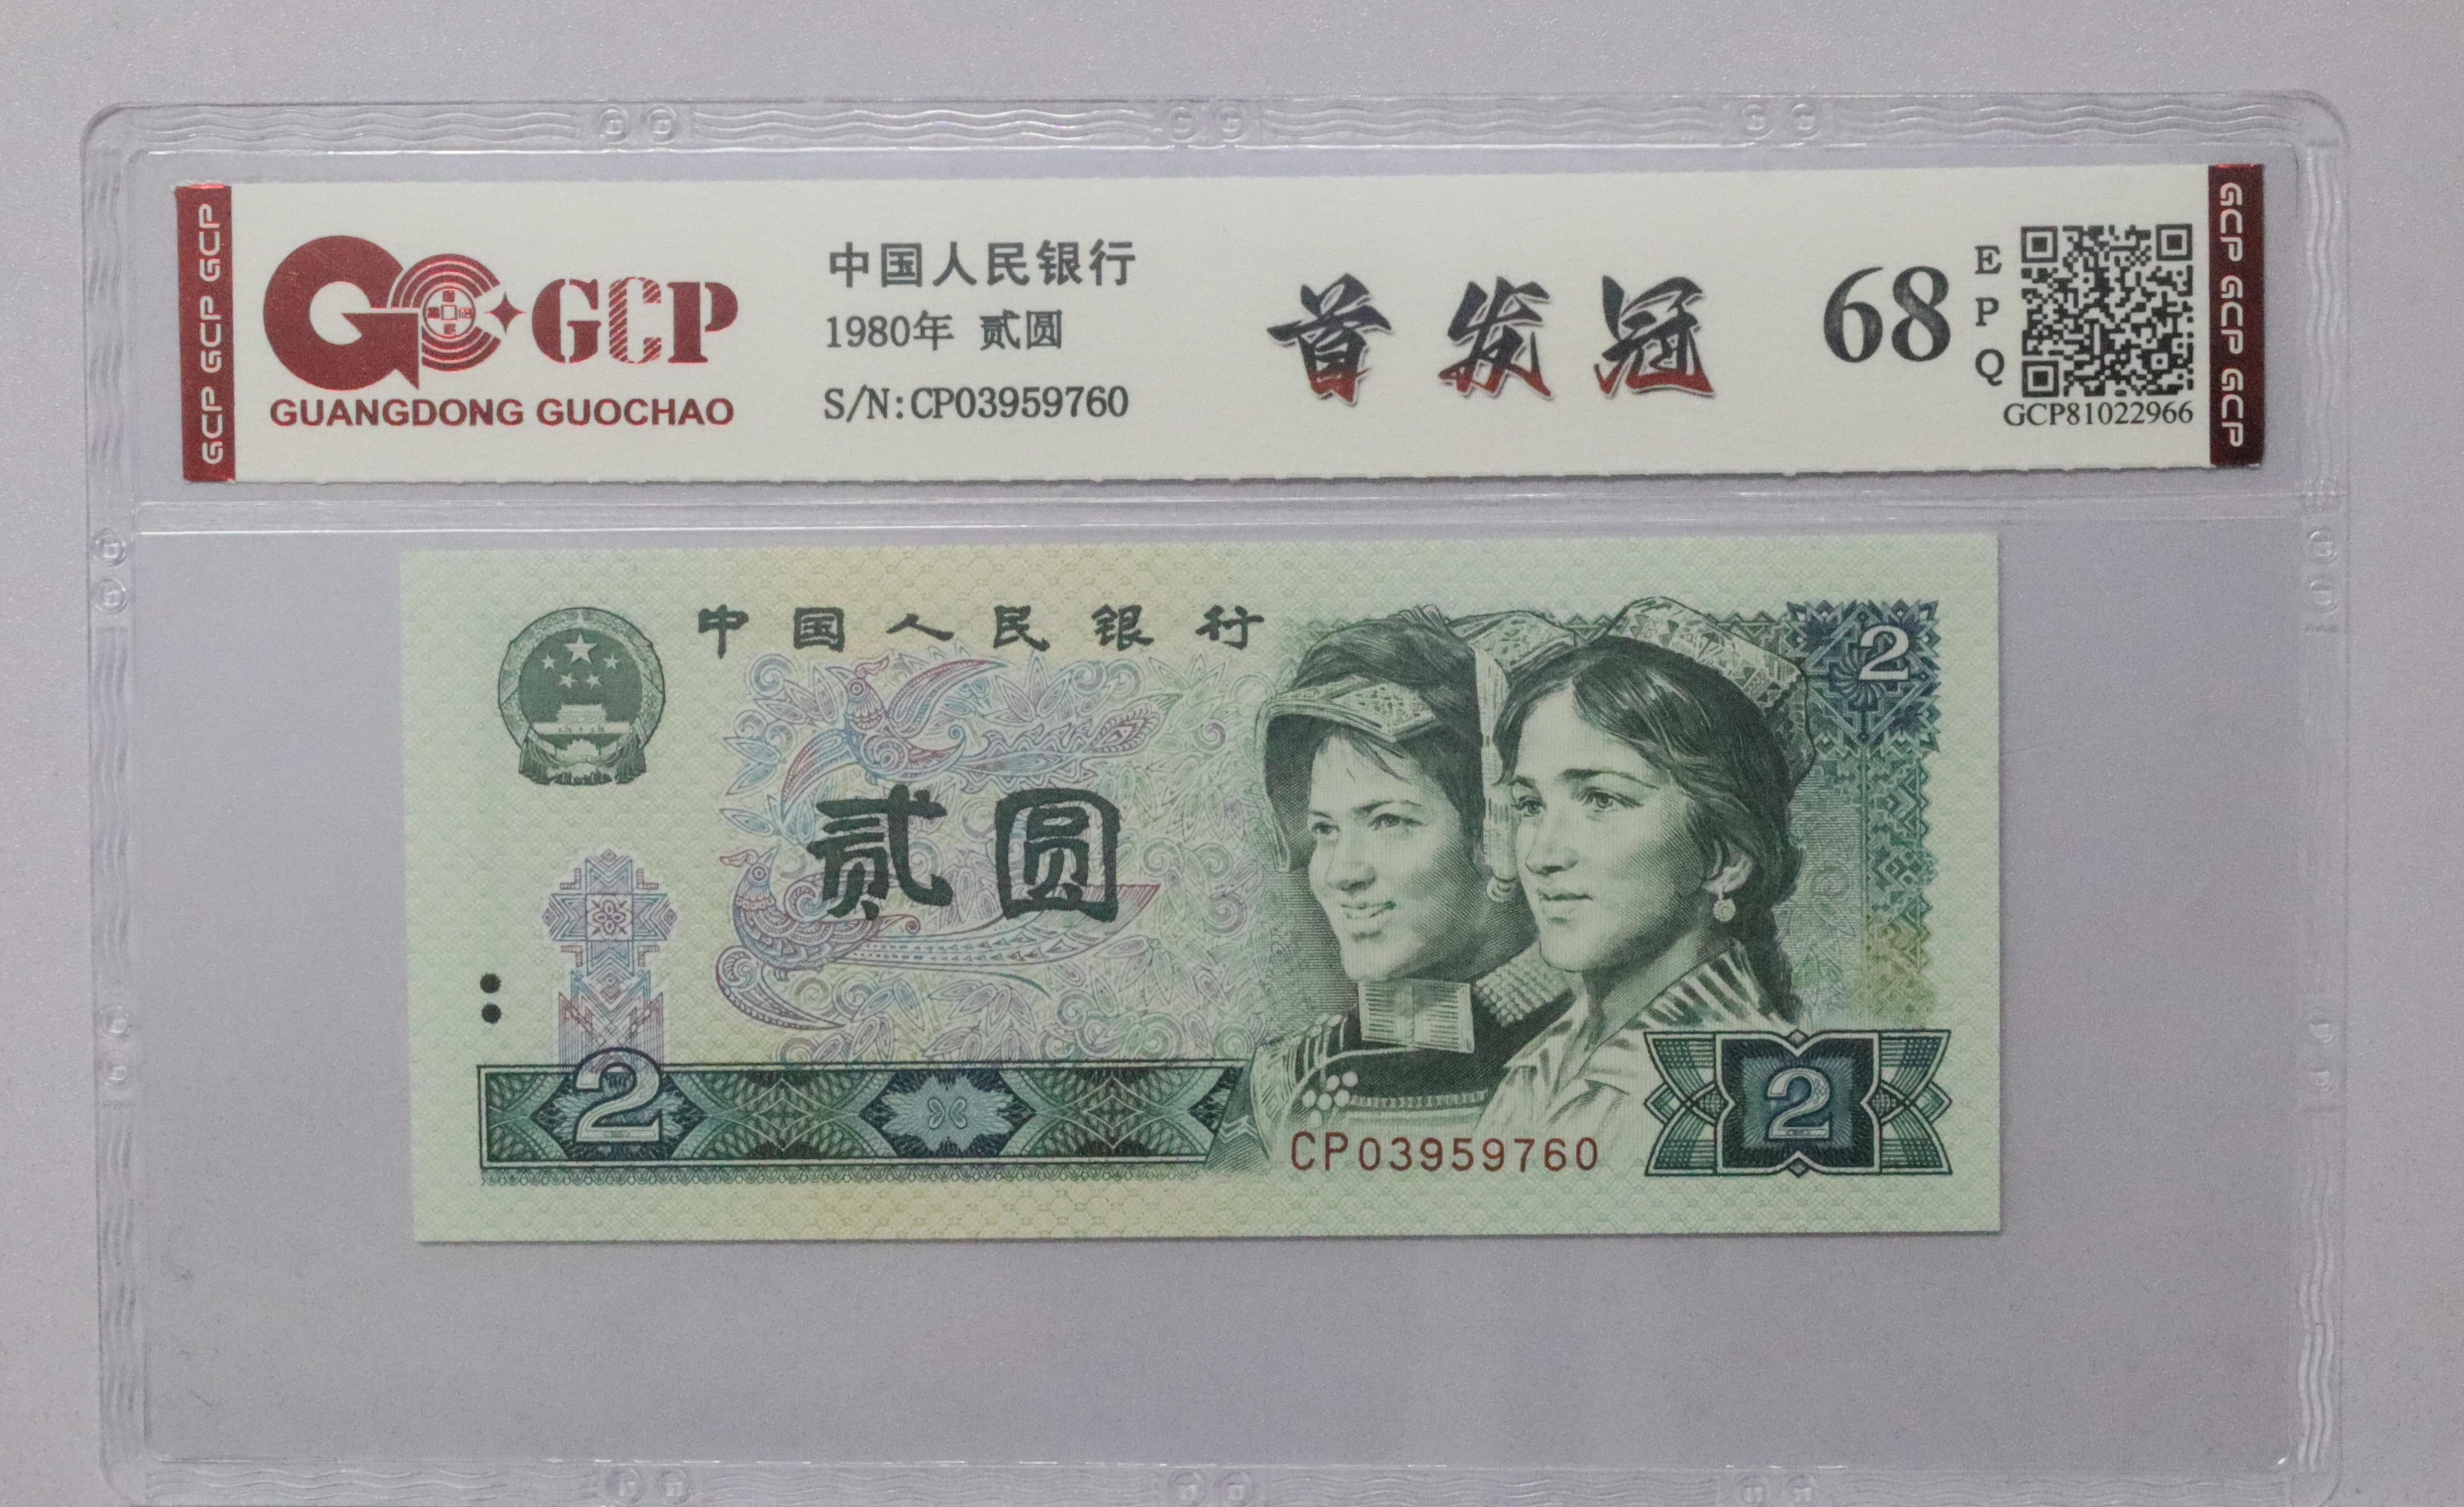 GCP GCP GCP
GCP
GUANGDONG GUOCHAO
中国人民银行
1980年 贰圆
S/N:CP03959760
首发冠
68
EPQ
GCP81022966
GCP GCP GCP
中国人民银行
2
贰圆
2
2
CP03959760